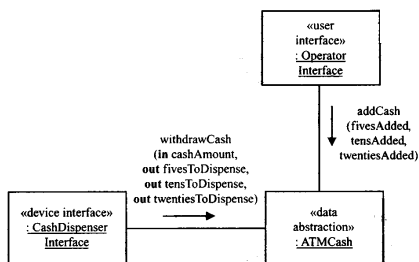 «user
interface»
: Operator
Interface
addCash
(fivesAdded,
tensAdded,
twentiesAdded)
withdrawCash
(in cashAmount,
out fivesToDispense,
out tensToDispense,
out twentiesToDispense)
«device interface»
: CashDispenser
Interface
«data
abstraction»
: ATMCash